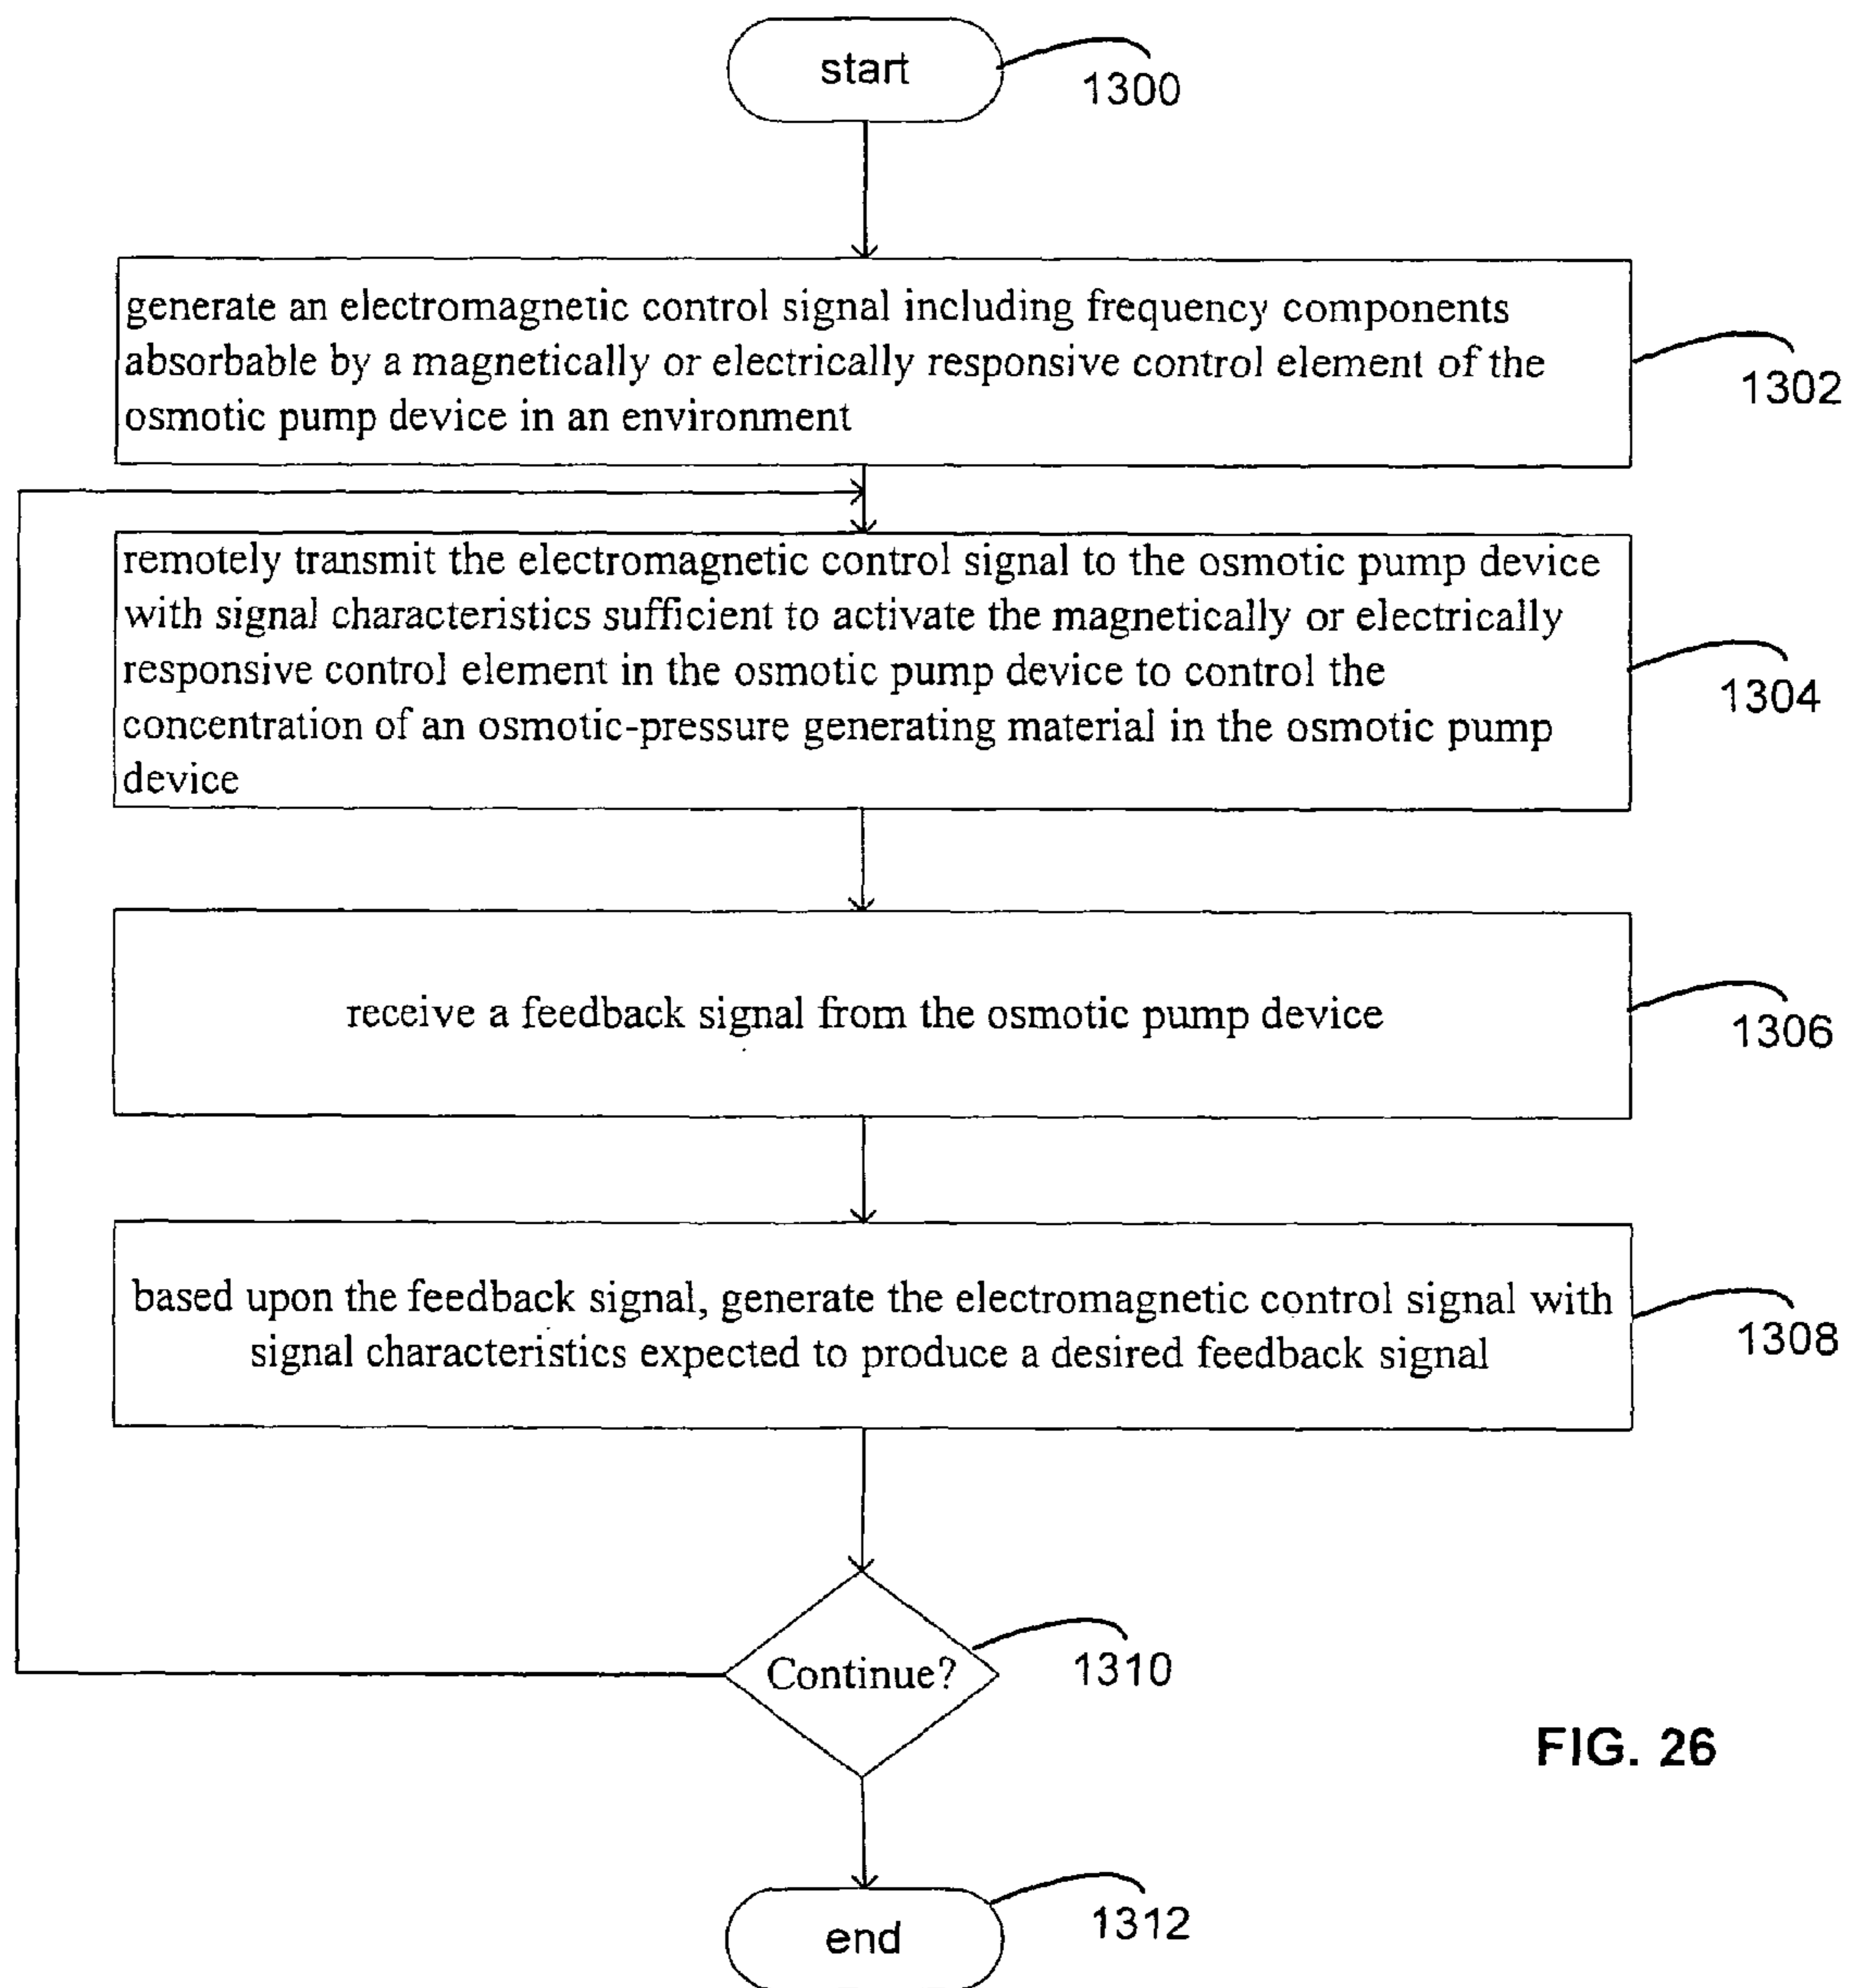 start
1300
generate an electromagnetic control signal including frequency components
absorbable by a magnetically or electrically responsive control element of the
osmotic pump device in an environment
1302
remotely transmit the electromagnetic control signal to the osmotic pump device
with signal characteristics sufficient to activate the magnetically or electrically
responsive control element in the osmotic pump device to control the
concentration of an osmotic-pressure generating material in the osmotic pump
device
1304
receive a feedback signal from the osmotic pump device
1306
based upon the feedback signal, generate the electromagnetic control signal with
signal characteristics expected to produce a desired feedback signal
1308
Continue?
1310
FIG. 26
end
1312